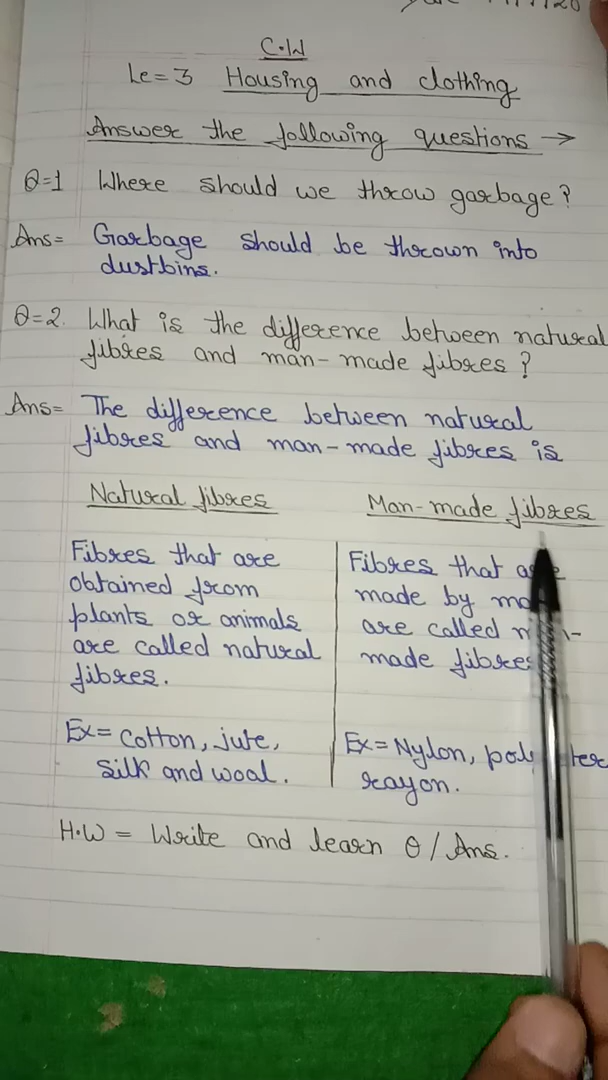 C.W
Le=3 Housing and clothing
Answer the following questions →
Q=1 Where should we throw garbage?
Ans= Garbage should be thrown into
dustbins.
Q=2. What is the difference between natural
fibres and man-made fibres?
Ans= The difference between natural
fibres and man-made fibres is
Natural fibres
Fibres that are
obtained from
plants or animals
are called natural
fibres.
Ex= Cotton, jute,
silk and woal.
Man-made fibres
Fibres that
made by
are called
made fibres
Ex= Nylon,
rayon.
H.W = Write and learn Q/Ans.